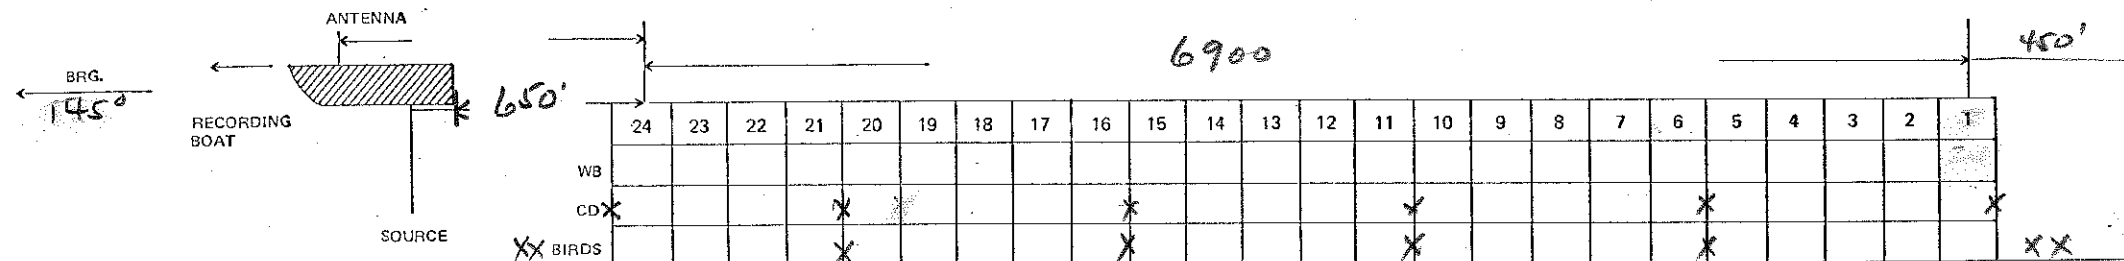 ANTENNA
6900
450'
BRG.
145°
650'
RECORDING
BOAT
24 23 22 21 20 19 18 17 16 15 14 13 12 11 10 9 8 7 6 5 4 3 2 1
WB
CD X X X X X X
SOURCE
XX BIRDS X X X X XX